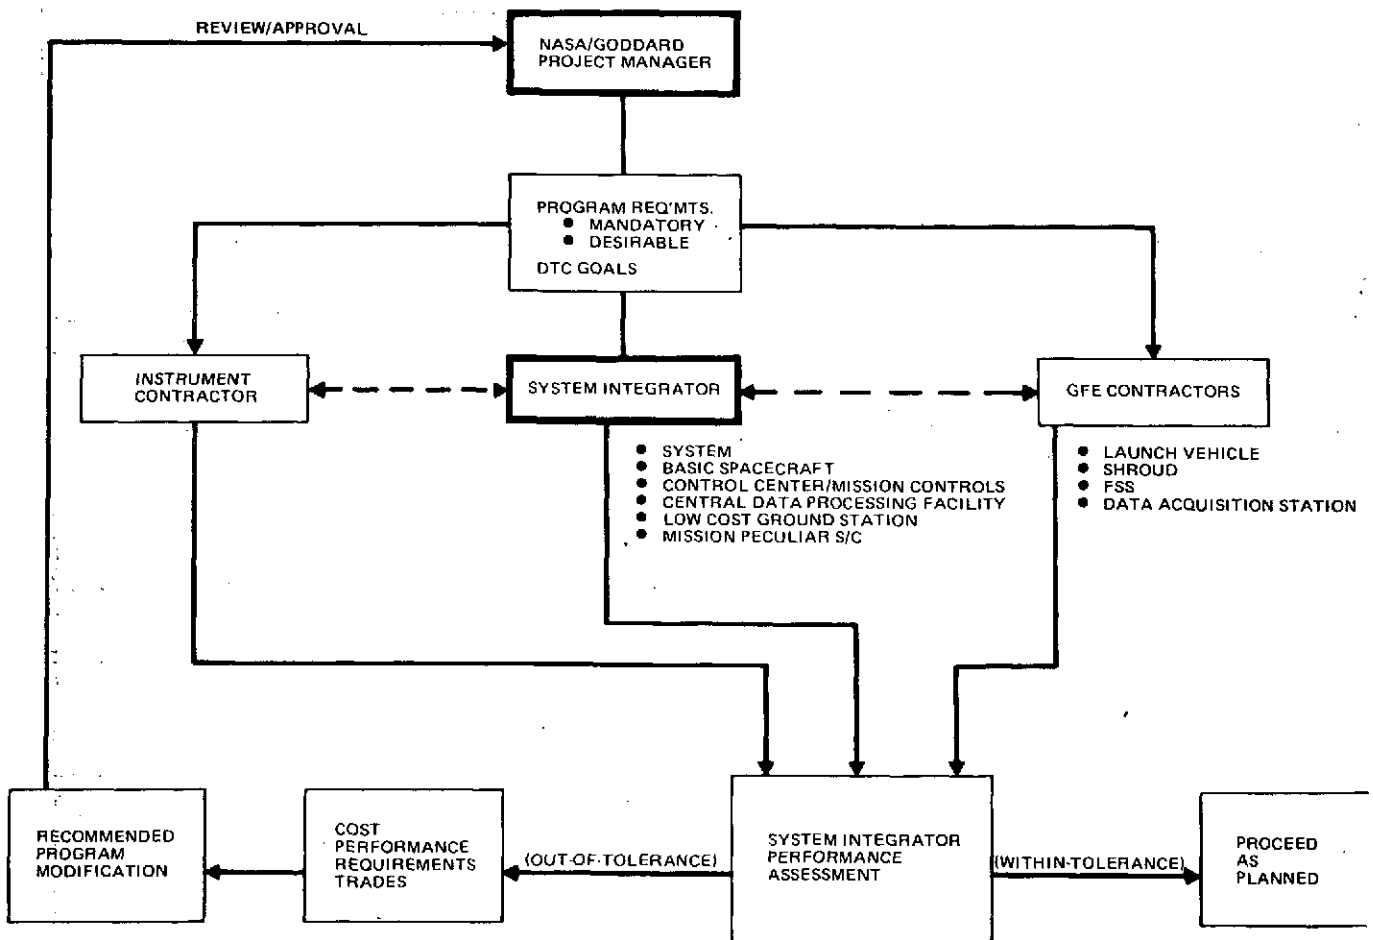 REVIEW/APPROVAL
NASA/GODDARD
PROJECT MANAGER
PROGRAM REQ'MTS.
● MANDATORY
● DESIRABLE
DTC GOALS
INSTRUMENT
CONTRACTOR
SYSTEM INTEGRATOR
GFE CONTRACTORS
● SYSTEM
● BASIC SPACECRAFT
● CONTROL CENTER/MISSION CONTROLS
● CENTRAL DATA PROCESSING FACILITY
● LOW COST GROUND STATION
● MISSION PECULIAR S/C
● LAUNCH VEHICLE
● SHROUD
● FSS
● DATA ACQUISITION STATION
RECOMMENDED
PROGRAM
MODIFICATION
COST
PERFORMANCE
REQUIREMENTS
TRADES
(OUT-OF-TOLERANCE)
SYSTEM INTEGRATOR
PERFORMANCE
ASSESSMENT
(WITHIN-TOLERANCE)
PROCEED
AS
PLANNED